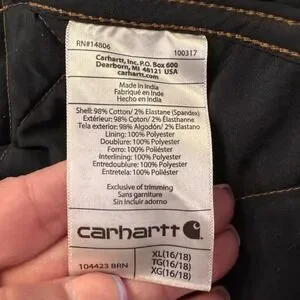 RN#14806 100317
Carhartt, Inc. P.O. Box 600
Dearborn, MI 48121 USA
carhartt.com
Made in India
Fabriqué en Inde
Hecho en India
Shell: 98% Cotton/ 2% Elastane (Spandex)
Extérieur: 98% Coton/ 2% Élasthanne
Tela exterior: 98% Algodón/ 2% Elastano
Lining: 100% Polyester
Doublure: 100% Polyester
Forro: 100% Poliéster
Interlining: 100% Polyester
Entredoublure: 100% Polyester
Entretela: 100% Poliéster
Exclusive of trimming
Sans garniture
Sin incluir adorno
carhartt
104423 BRN
XL(16/18)
TG(16/18)
XG(16/18)